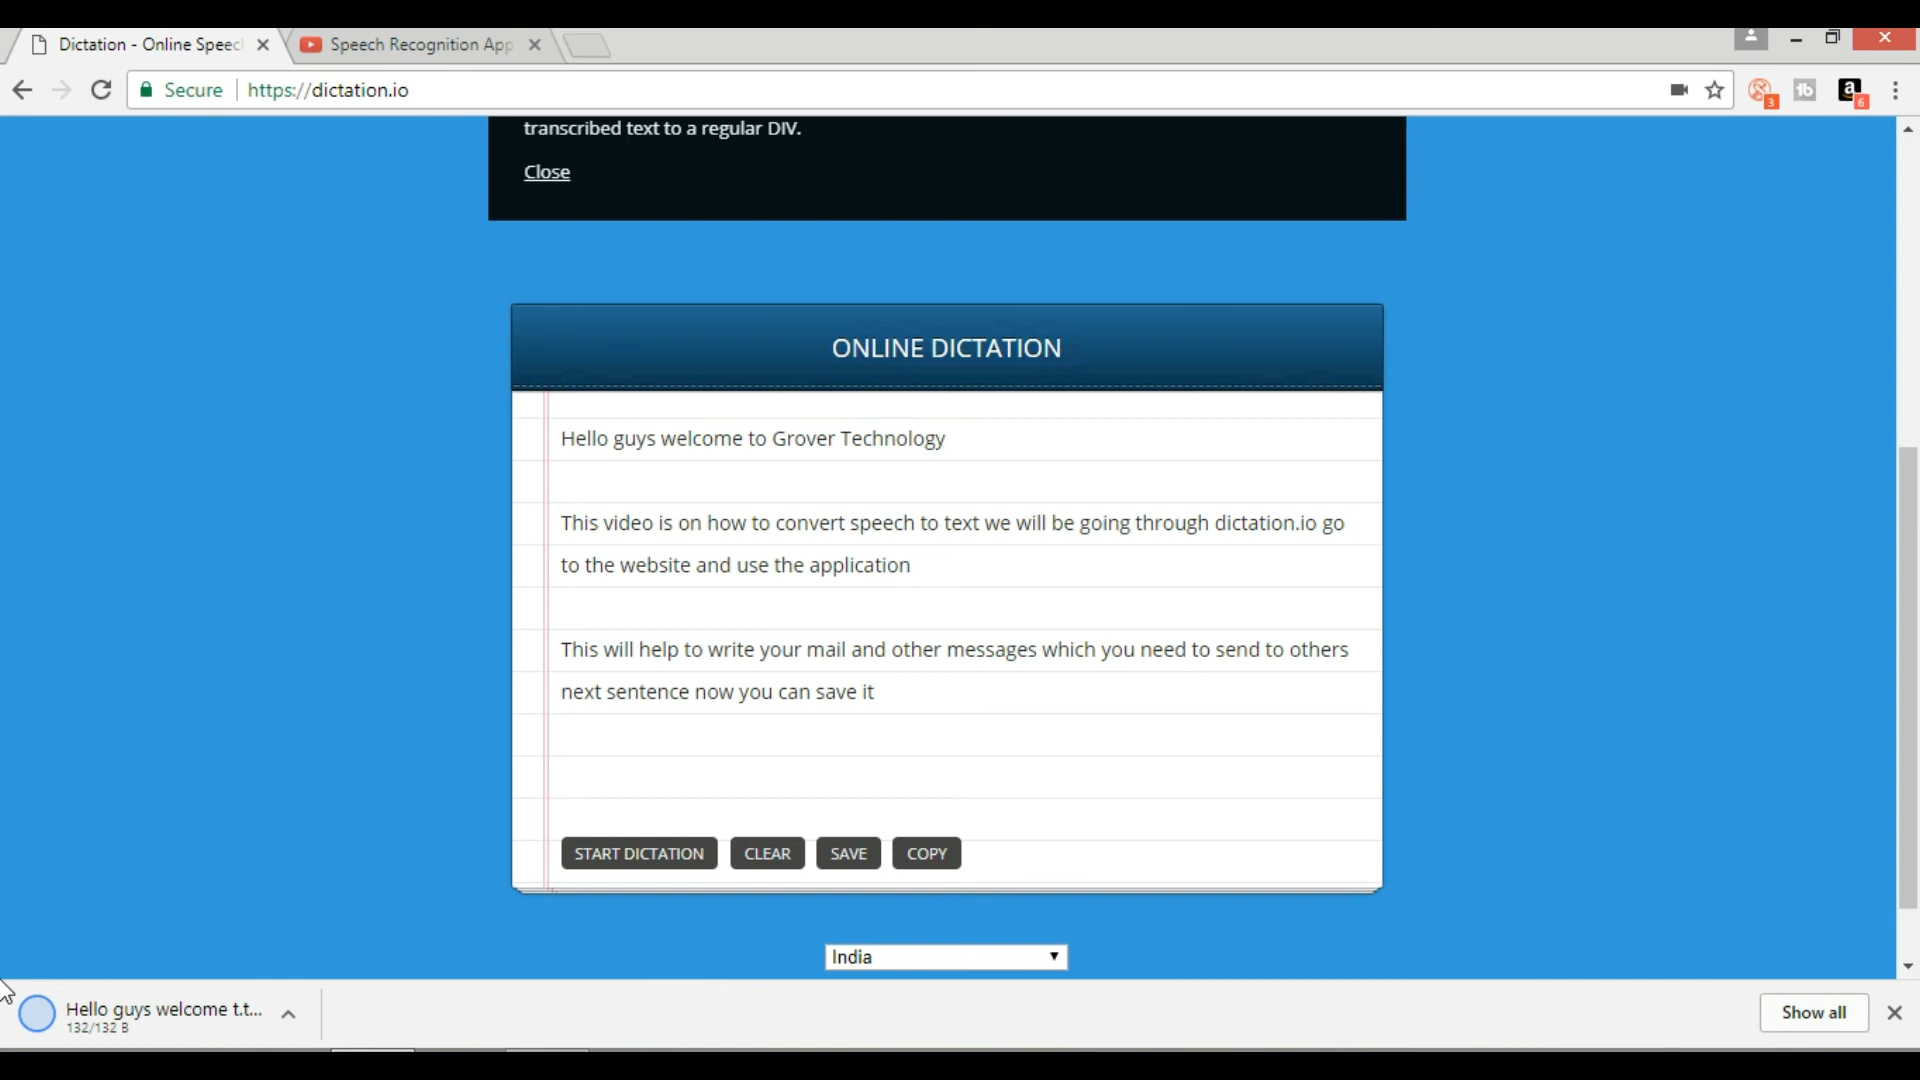 Dictation - Online Speec
Speech Recognition App
Secure
https://dictation.io
3
tb
a
6
transcribed text to a regular DIV.
Close
ONLINE DICTATION
Hello guys welcome to Grover Technology
This video is on how to convert speech to text we will be going through dictation.io go
to the website and use the application
This will help to write your mail and other messages which you need to send to others
next sentence now you can save it
START DICTATION
CLEAR
SAVE
COPY
India
Hello guys welcome t.t...
132/132 B
Show all